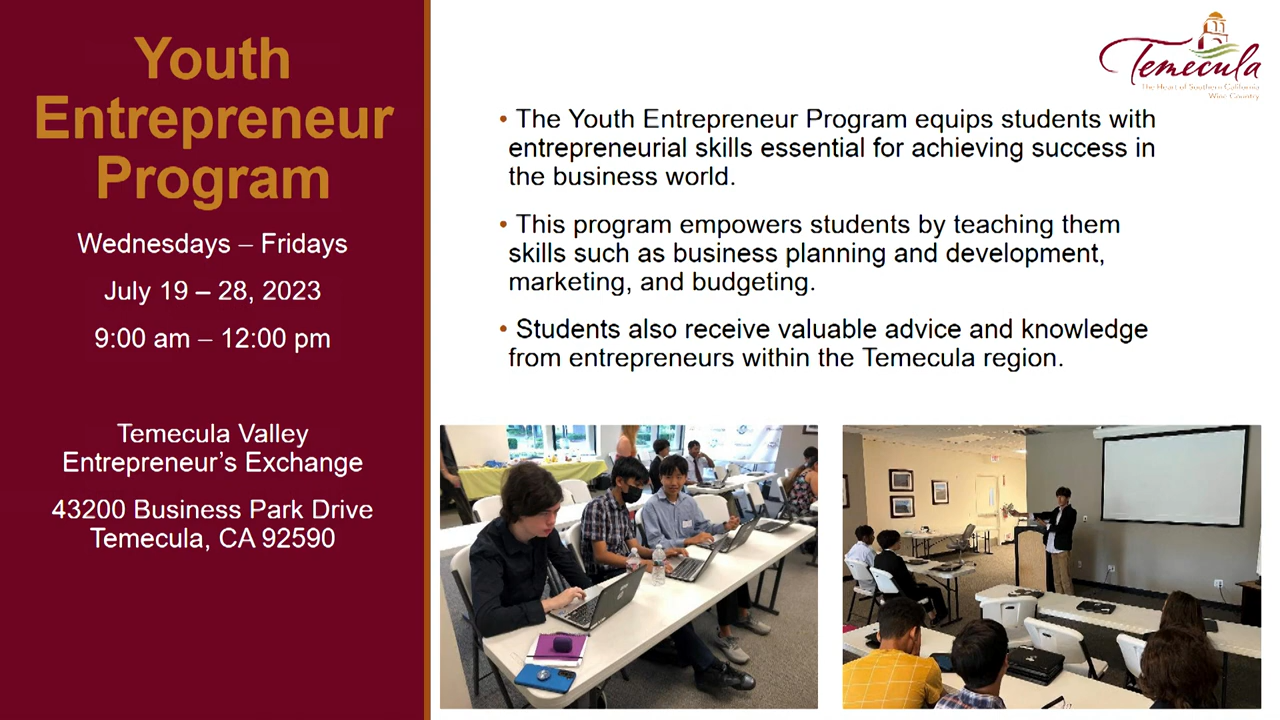 Youth
Entrepreneur
Program
Wednesdays – Fridays
July 19 – 28, 2023
9:00 am – 12:00 pm
Temecula Valley
Entrepreneur's Exchange
43200 Business Park Drive
Temecula, CA 92590
Temecula
The Heart of Southern California
Wine Country
• The Youth Entrepreneur Program equips students with
entrepreneurial skills essential for achieving success in
the business world.
• This program empowers students by teaching them
skills such as business planning and development,
marketing, and budgeting.
• Students also receive valuable advice and knowledge
from entrepreneurs within the Temecula region.